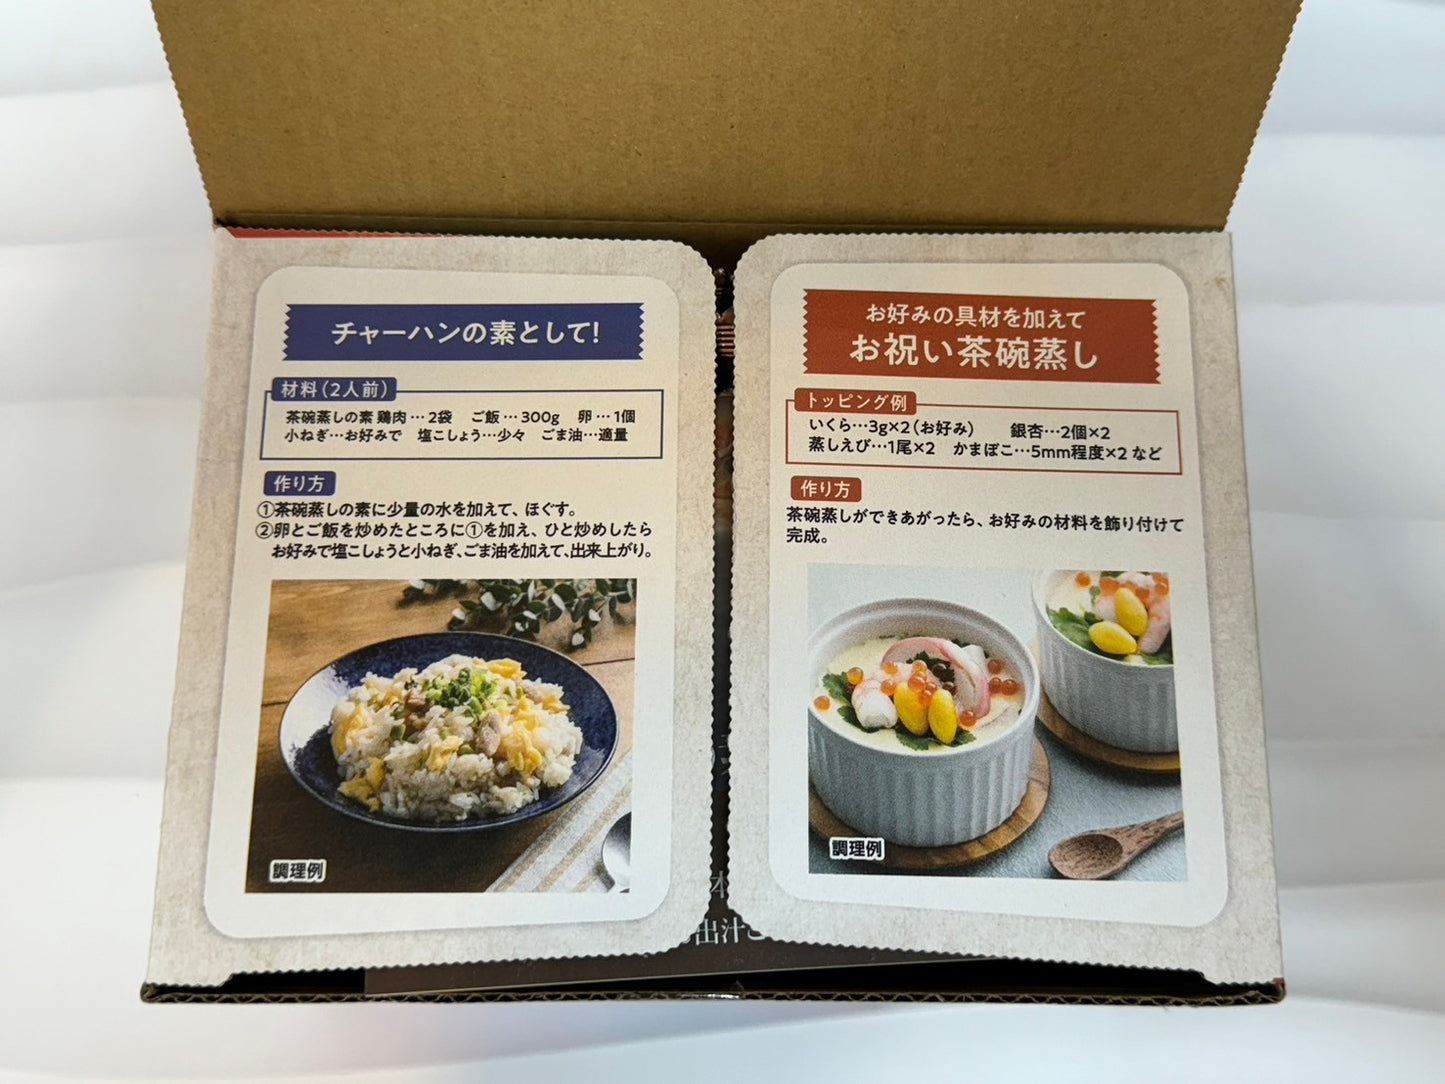 チャーハンの素として!
材料(2人前)
茶碗蒸しの素 鶏肉…2袋 ご飯…300g 卵…1個
小ねぎ…お好みで 塩こしょう…少々 ごま油…適量
作り方
①茶碗蒸しの素に少量の水を加えて、ほぐす。
②卵とご飯を炒めたところに①を加え、ひと炒めしたら
お好みで塩こしょうと小ねぎ、ごま油を加えて、出来上がり。
調理例
お好みの具材を加えて
お祝い茶碗蒸し
トッピング例
いくら…3g×2(お好み) 銀杏…2個×2
蒸しえび…1尾×2 かまぼこ…5mm程度×2 など
作り方
茶碗蒸しができあがったら、お好みの材料を飾り付けて
完成。
調理例
本
出汁